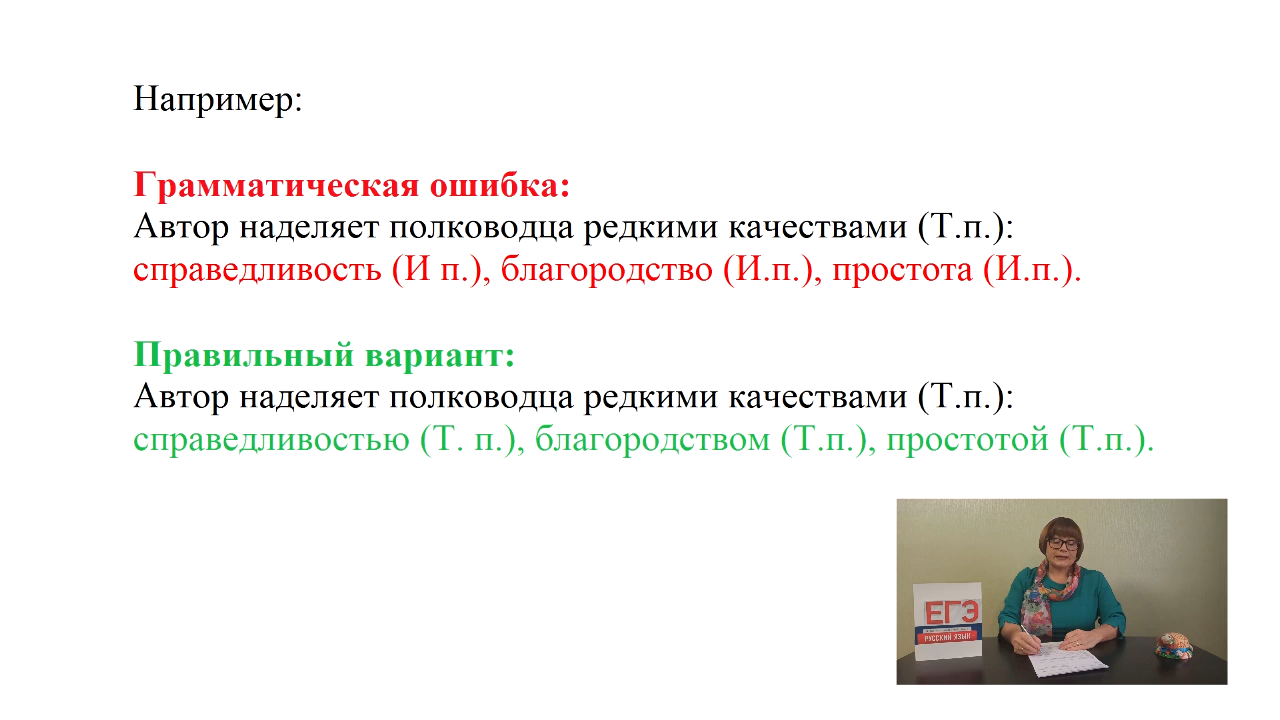 Например:
Грамматическая ошибка:
Автор наделяет полководца редкими качествами (Т.п.):
справедливость (И п.), благородство (И.п.), простота (И.п.).
Правильный вариант:
Автор наделяет полководца редкими качествами (Т.п.):
справедливостью (Т. п.), благородством (Т.п.), простотой (Т.п.).
ЕГЭ
РУССКИЙ ЯЗЫК